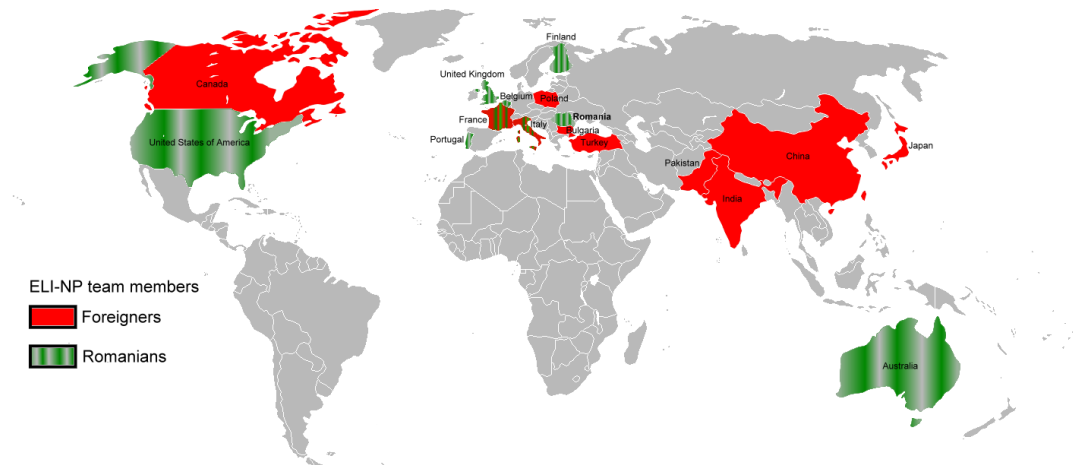 Finland
United Kingdom
Canada
Belgium
Poland
France
Italy
Romania
Bulgaria
United States of America
Portugal
Turkey
Pakistan
China
Japan
India
ELI-NP team members
Foreigners
Romanians
Australia